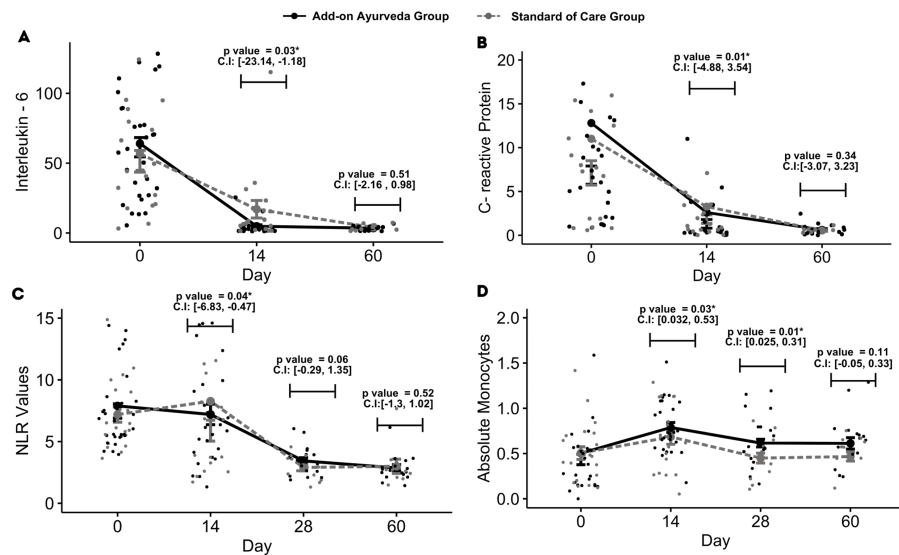 Add-on Ayurveda Group Standard of Care Group
A
Interleukin - 6
100
50
0
p value = 0.03*
C.I: [-23.14, -1.18]
p value = 0.51
C.I: [-2.16 , 0.98]
0 14 60
Day
B
C- reactive Protein
20
15
10
5
0
p value = 0.01*
C.I: [-4.88, 3.54]
p value = 0.34
C.I: [-3.07, 3.23]
0 14 60
Day
C
NLR Values
15
10
5
0
p value = 0.04*
C.I: [-6.83, -0.47]
p value = 0.06
C.I: [-0.29, 1.35]
p value = 0.52
C.I:[-1,3, 1.02]
0 14 28 60
Day
D
Absolute Monocytes
2.0
1.5
1.0
0.5
0.0
p value = 0.03*
C.I: [0.032, 0.53]
p value = 0.01*
C.I: [0.025, 0.31]
p value = 0.11
C.I: [-0.05, 0.33]
0 14 28 60
Day